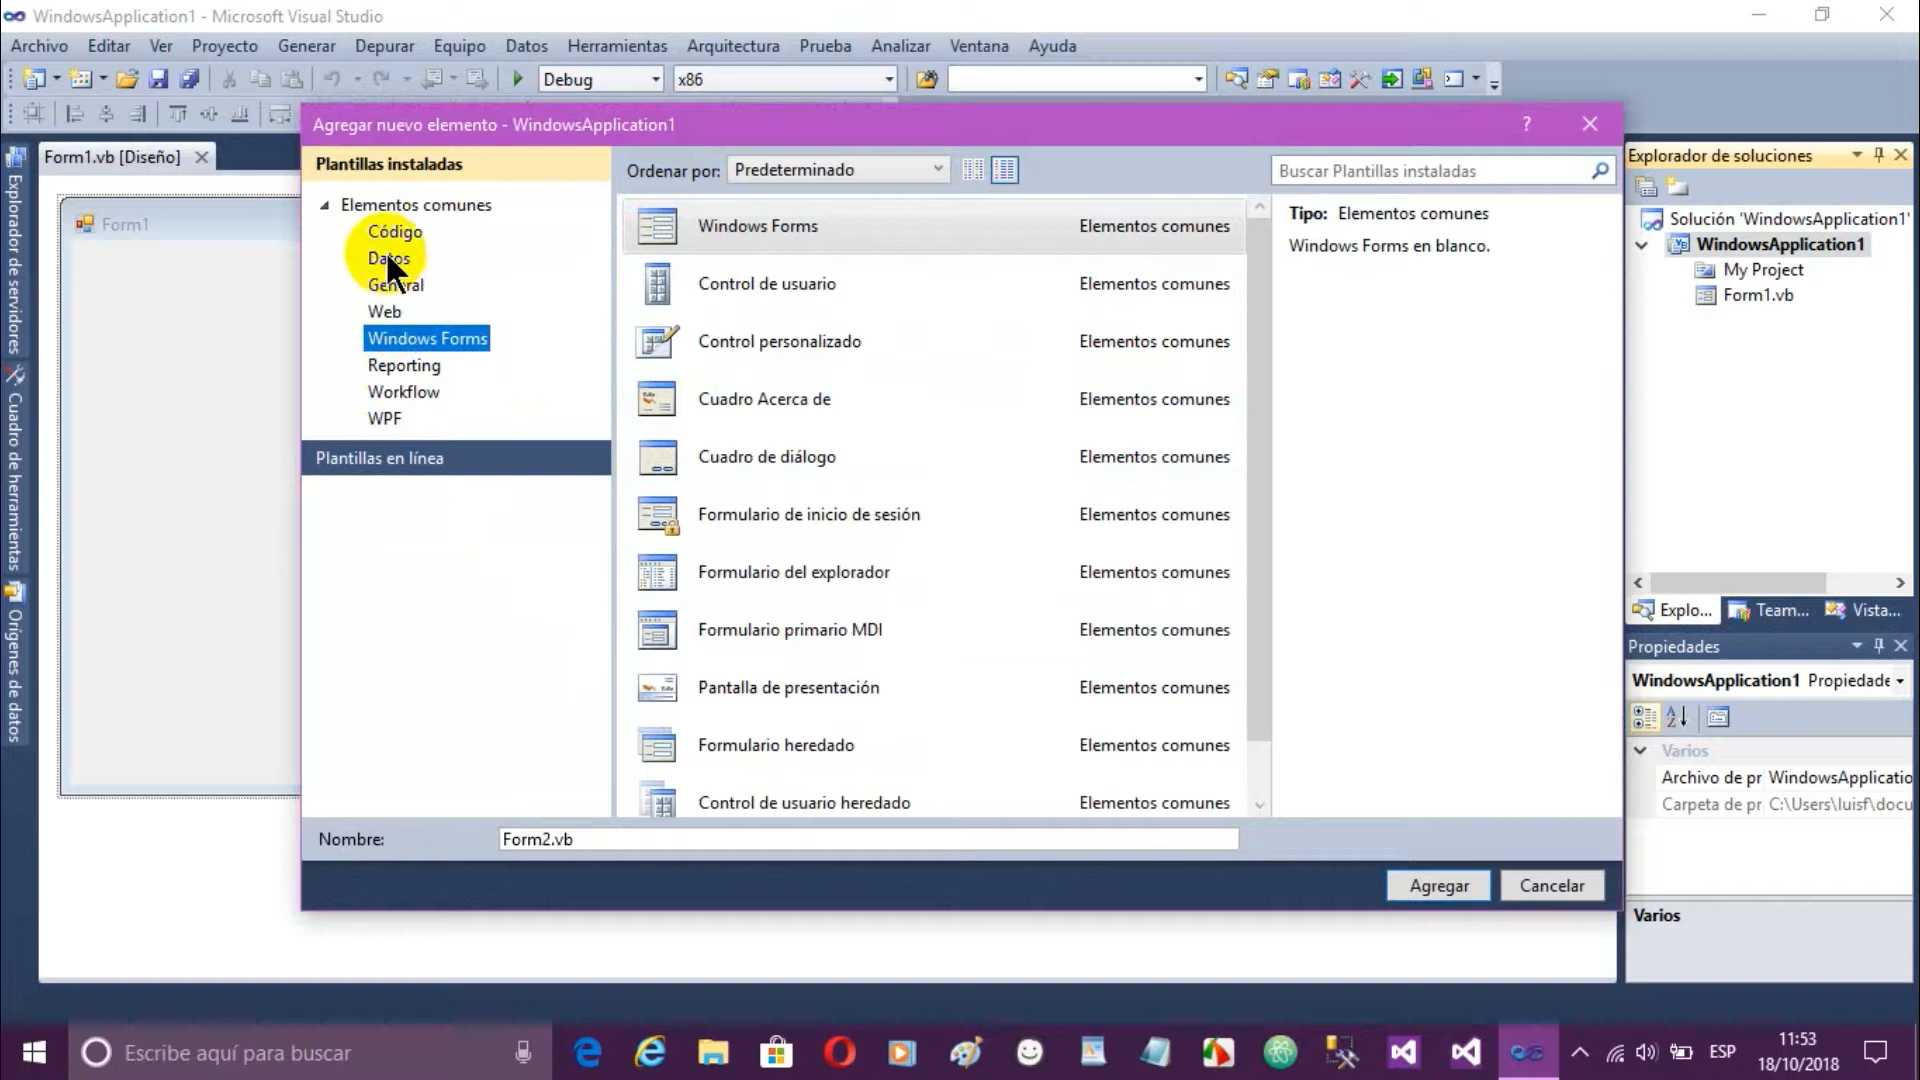 WindowsApplication1 - Microsoft Visual Studio
Archivo Editar Ver Proyecto Generar Depurar Equipo Datos Herramientas Arquitectura Prueba Analizar Ventana Ayuda
Debug x86
Agregar nuevo elemento - WindowsApplication1 ?
Form1.vb [Diseño]
Form1
Explorador de servidores
Cuadro de herramientas
Orígenes de datos
Plantillas instaladas
Elementos comunes
Código
Datos
General
Web
Windows Forms
Reporting
Workflow
WPF
Plantillas en línea
Ordenar por: Predeterminado
Buscar Plantillas instaladas
Windows Forms Elementos comunes
Control de usuario Elementos comunes
Control personalizado Elementos comunes
Cuadro Acerca de Elementos comunes
Cuadro de diálogo Elementos comunes
Formulario de inicio de sesión Elementos comunes
Formulario del explorador Elementos comunes
Formulario primario MDI Elementos comunes
Pantalla de presentación Elementos comunes
Formulario heredado Elementos comunes
Control de usuario heredado Elementos comunes
Tipo: Elementos comunes
Windows Forms en blanco.
Nombre: Form2.vb
Agregar Cancelar
Explorador de soluciones
Solución 'WindowsApplication1'
WindowsApplication1
My Project
Form1.vb
Explo... Team... Vista...
Propiedades
WindowsApplication1 Propiedade
Varios
Archivo de pr WindowsApplicatio
Carpeta de pr C:\Users\luisf\docu
Varios
Escribe aquí para buscar
ESP
11:53
18/10/2018